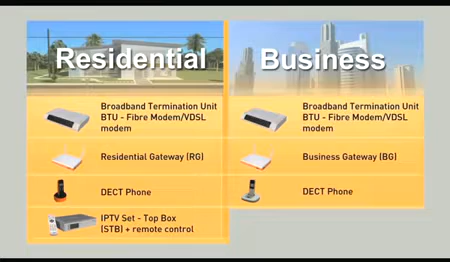 Residential
Broadband Termination Unit
BTU - Fibre Modem/VDSL
modem
Residential Gateway (RG)
DECT Phone
IPTV Set - Top Box
(STB) + remote control
Business
Broadband Termination Unit
BTU - Fibre Modem/VDSL
modem
Business Gateway (BG)
DECT Phone